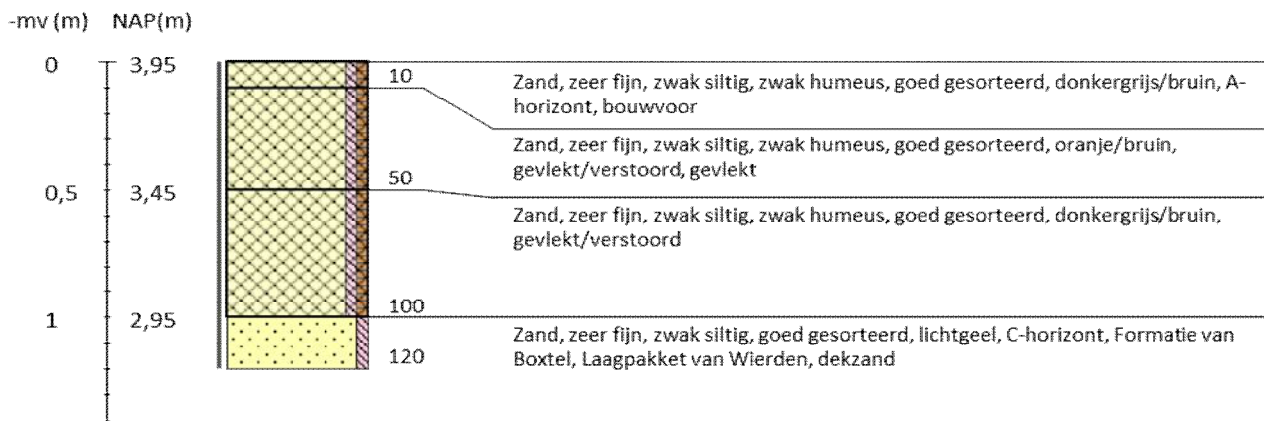 -mv (m) NAP(m)
0 3,95
10
Zand, zeer fijn, zwak siltig, zwak humeus, goed gesorteerd, donkergrijs/bruin, A-
horizont, bouwvoor
Zand, zeer fijn, zwak siltig, zwak humeus, goed gesorteerd, oranje/bruin,
gevlekt/verstoord, gevlekt
0,5 3,45
50
Zand, zeer fijn, zwak siltig, zwak humeus, goed gesorteerd, donkergrijs/bruin,
gevlekt/verstoord
100
1 2,95
Zand, zeer fijn, zwak siltig, goed gesorteerd, lichtgeel, C-horizont, Formatie van
Boxtel, Laagpakket van Wierden, dekzand
120